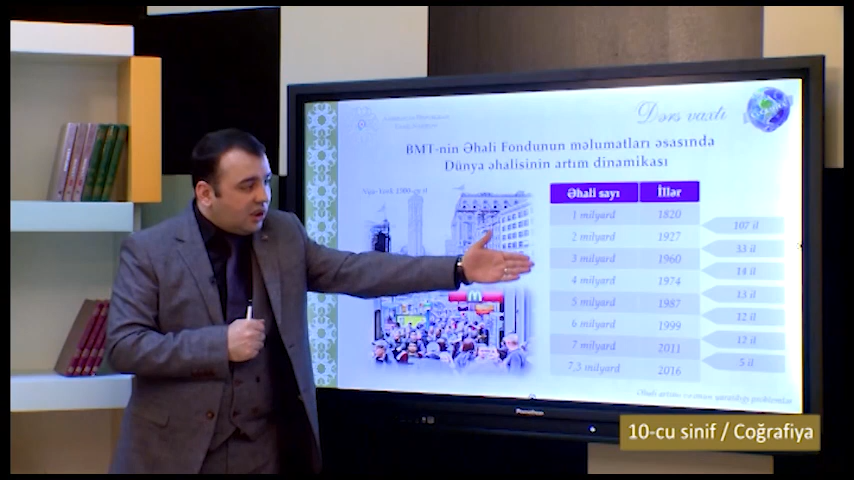 Dərs vaxtı
BMT-nin Əhali Fondunun məlumatları əsasında
Dünya əhalisinin artım dinamikası
Əhali sayı İllər
1 milyard 1820
107 il
2 milyard 1927
33 il
3 milyard 1960
14 il
4 milyard 1974
13 il
5 milyard 1987
12 il
6 milyard 1999
12 il
7 milyard 2011
5 il
7,3 milyard 2016
Promethean
10-cu sinif / Coğrafiya